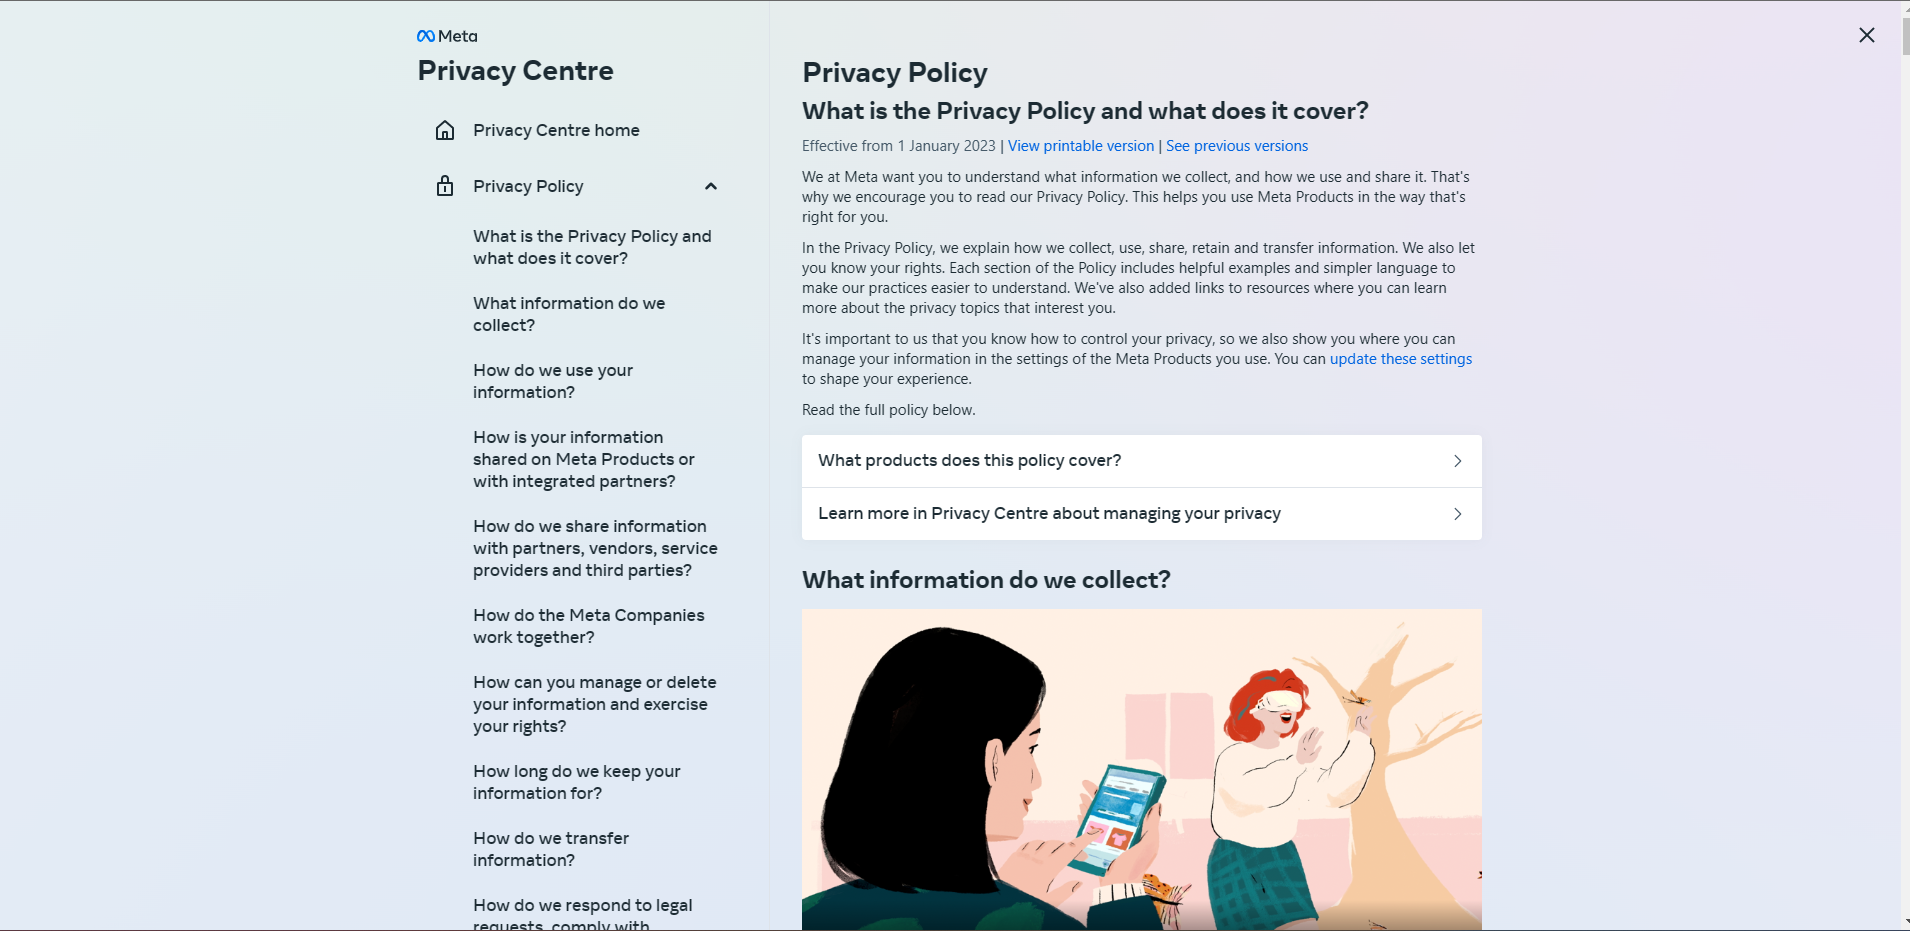 Meta
Privacy Centre
Privacy Centre home
Privacy Policy
What is the Privacy Policy and
what does it cover?
What information do we
collect?
How do we use your
information?
How is your information
shared on Meta Products or
with integrated partners?
How do we share information
with partners, vendors, service
providers and third parties?
How do the Meta Companies
work together?
How can you manage or delete
your information and exercise
your rights?
How long do we keep your
information for?
How do we transfer
information?
How do we respond to legal
requests, comply with
Privacy Policy
What is the Privacy Policy and what does it cover?
Effective from 1 January 2023 | View printable version | See previous versions
We at Meta want you to understand what information we collect, and how we use and share it. That's
why we encourage you to read our Privacy Policy. This helps you use Meta Products in the way that's
right for you.
In the Privacy Policy, we explain how we collect, use, share, retain and transfer information. We also let
you know your rights. Each section of the Policy includes helpful examples and simpler language to
make our practices easier to understand. We've also added links to resources where you can learn
more about the privacy topics that interest you.
It's important to us that you know how to control your privacy, so we also show you where you can
manage your information in the settings of the Meta Products you use. You can update these settings
to shape your experience.
Read the full policy below.
What products does this policy cover?
Learn more in Privacy Centre about managing your privacy
What information do we collect?